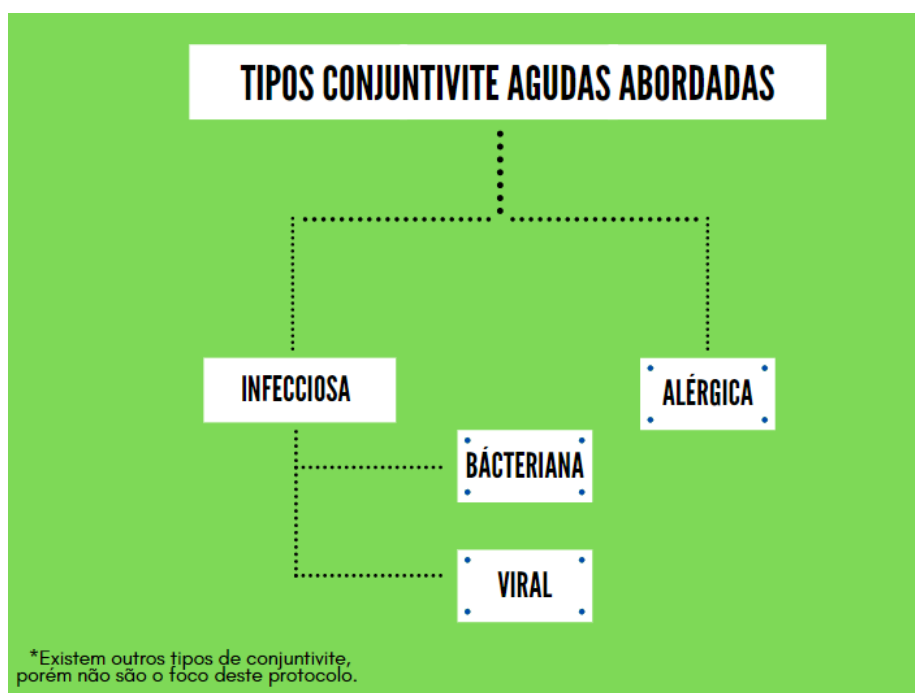 TIPOS CONJUNTIVITE AGUDAS ABORDADAS
INFECCIOSA
ALÉRGICA
BÁCTERIANA
VIRAL
*Existem outros tipos de conjuntivite,
porém não são o foco deste protocolo.